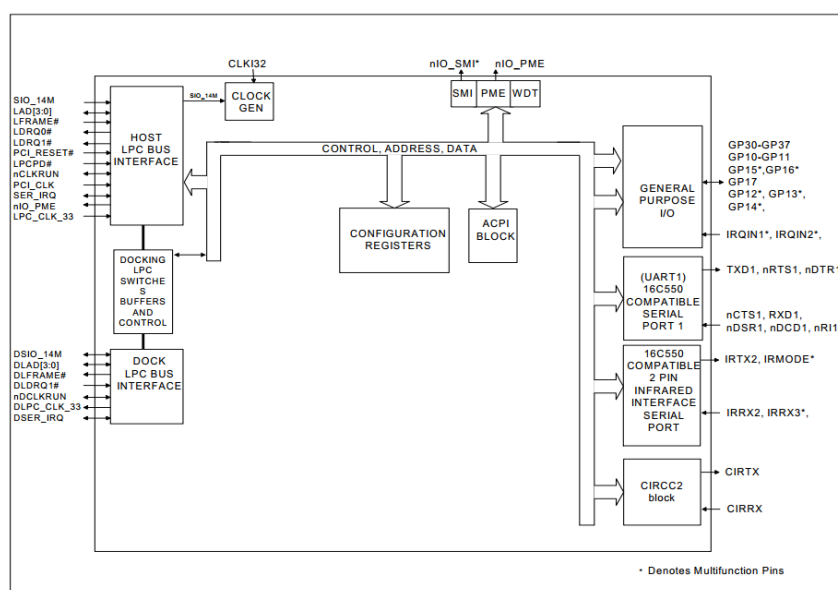 CLKI32
nIO_SMI*
nIO_PME
SMI
PME
WDT
SIO_14M
CLOCK
GEN
SIO_14M
LAD[3:0]
LFRAME#
LDRQ0#
LDRQ1#
PCI_RESET#
LPCPD#
nCLKRUN
PCI_CLK
SER_IRQ
nIO_PME
LPC_CLK_33
HOST
LPC BUS
INTERFACE
CONTROL, ADDRESS, DATA
CONFIGURATION
REGISTERS
ACPI
BLOCK
GENERAL
PURPOSE
I/O
GP30-GP37
GP10-GP11
GP15*,GP16*
GP17
GP12*, GP13*,
GP14*,
IRQIN1*, IRQIN2*,
DOCKING
LPC
SWITCHE
S
BUFFERS
AND
CONTROL
(UART1)
16C550
COMPATIBLE
SERIAL
PORT 1
TXD1, nRTS1, nDTR1
nCTS1, RXD1,
nDSR1, nDCD1, nRI1
DSIO_14M
DLAD[3:0]
DLFRAME#
DLDRQ1#
nDCLKRUN
DLPC_CLK_33
DSER_IRQ
DOCK
LPC BUS
INTERFACE
16C550
COMPATIBLE
2 PIN
INFRARED
INTERFACE
SERIAL
PORT
IRTX2, IRMODE*
IRRX2, IRRX3*,
CIRCC2
block
CIRTX
CIRRX
* Denotes Multifunction Pins